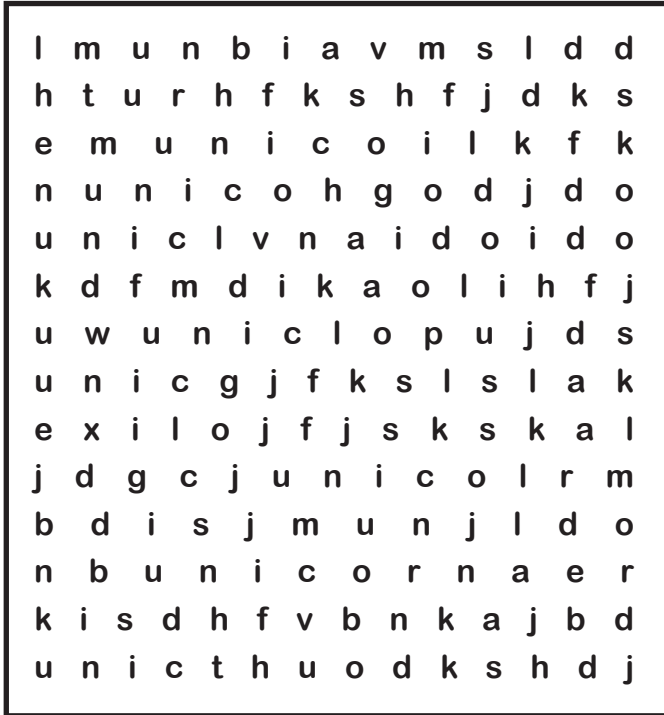 l m u n b i a v m s l d d
h t u r h f k s h f j d k s
e m u n i c o i l k f k
n u n i c o h g o d j d o
u n i c l v n a i d o i d o
k d f m d i k a o l i h f j
u w u n i c l o p u j d s
u n i c g j f k s l s l a k
e x i l o j f j s k s k a l
j d g c j u n i c o l r m
b d i s j m u n j l d o
n b u n i c o r n a e r
k i s d h f v b n k a j b d
u n i c t h u o d k s h d j